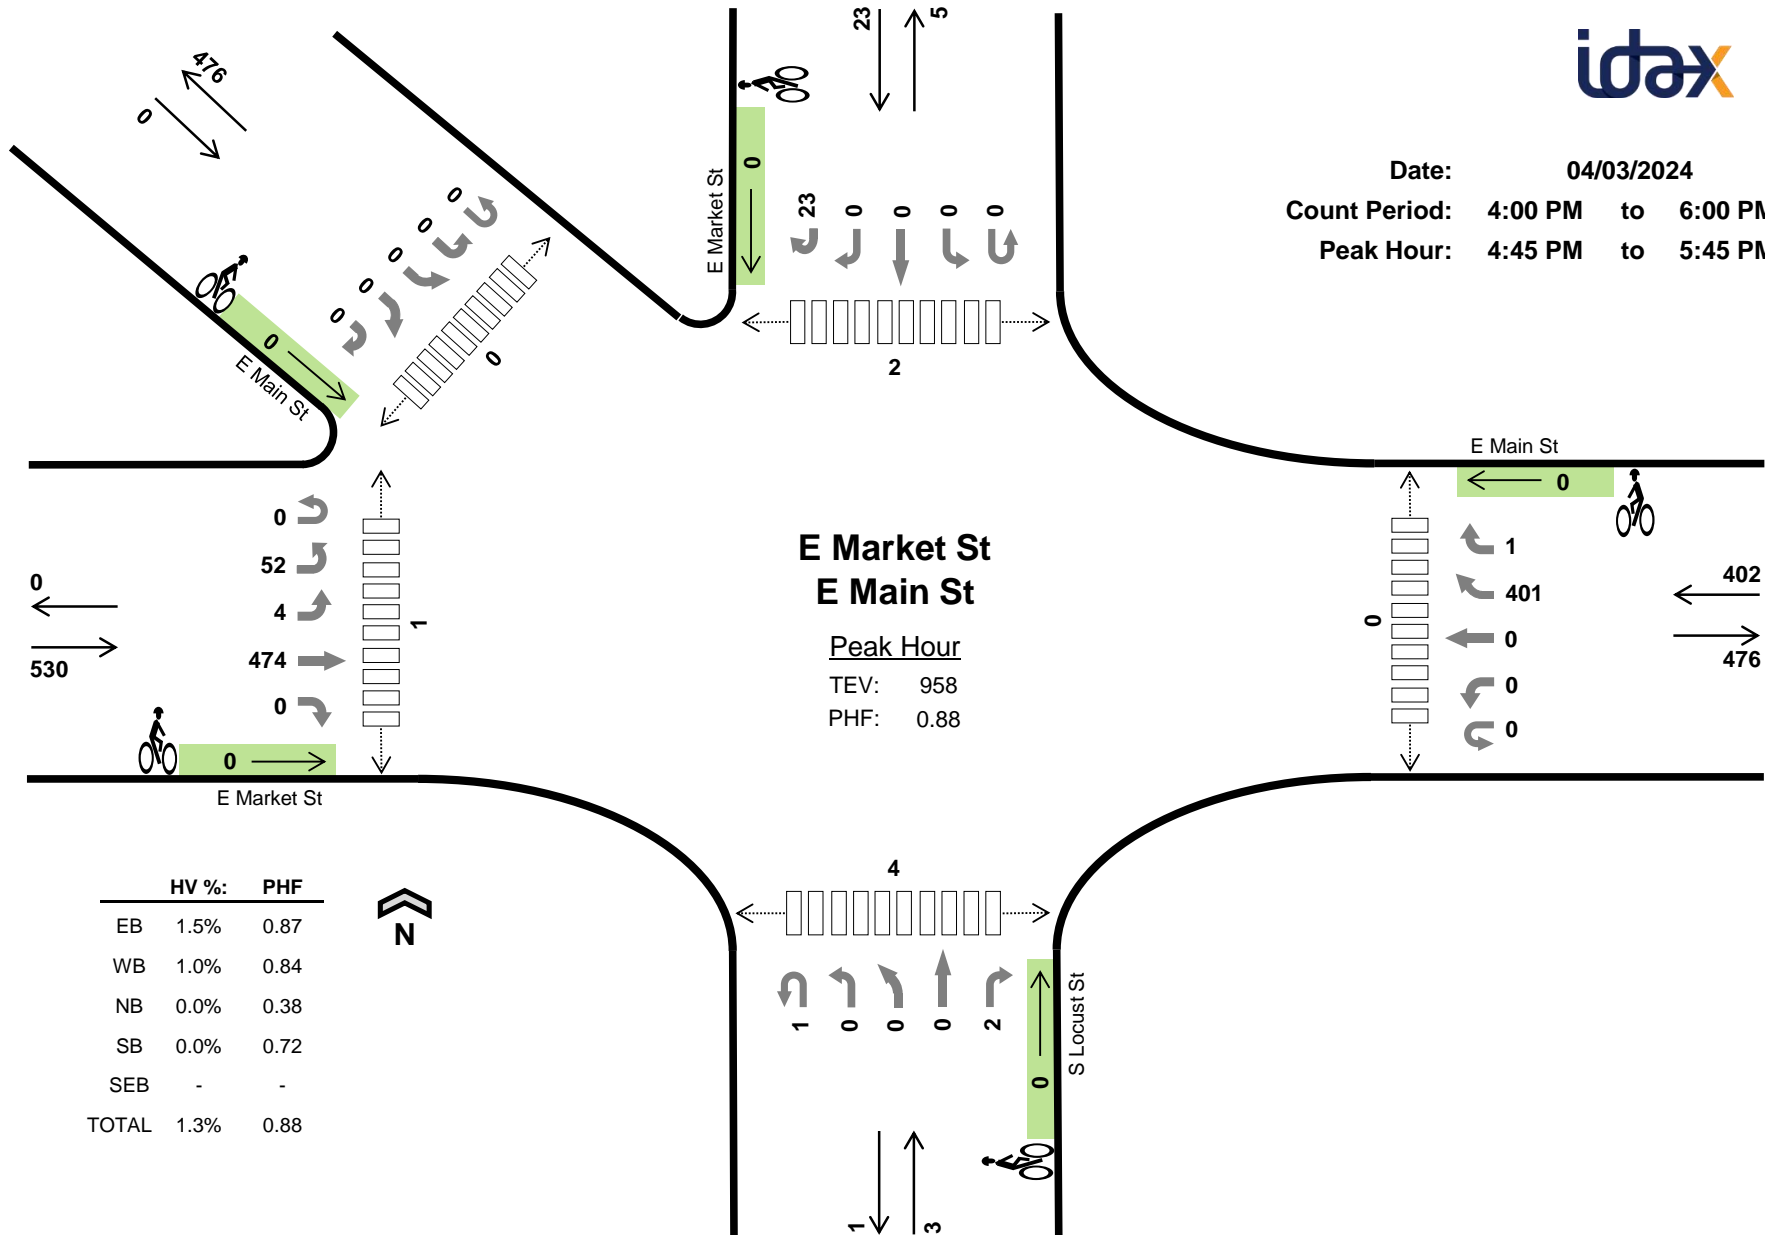 idax
Date: 04/03/2024
Count Period: 4:00 PM to 6:00 PM
Peak Hour: 4:45 PM to 5:45 PM
23
5
476
0
E Market St
0
23 0 0 0 0
2
0
0
0
0
0
0
E Main St
0
E Main St
0
1
401
0
0
0
0
402
476
0
530
0
52
4
474
0
1
0
E Market St
E Market St
E Main St
Peak Hour
TEV: 958
PHF: 0.88
4
1 0 0 0 2
0
S Locust St
1
3
HV %: PHF
EB 1.5% 0.87
WB 1.0% 0.84
NB 0.0% 0.38
SB 0.0% 0.72
SEB - -
TOTAL 1.3% 0.88
N